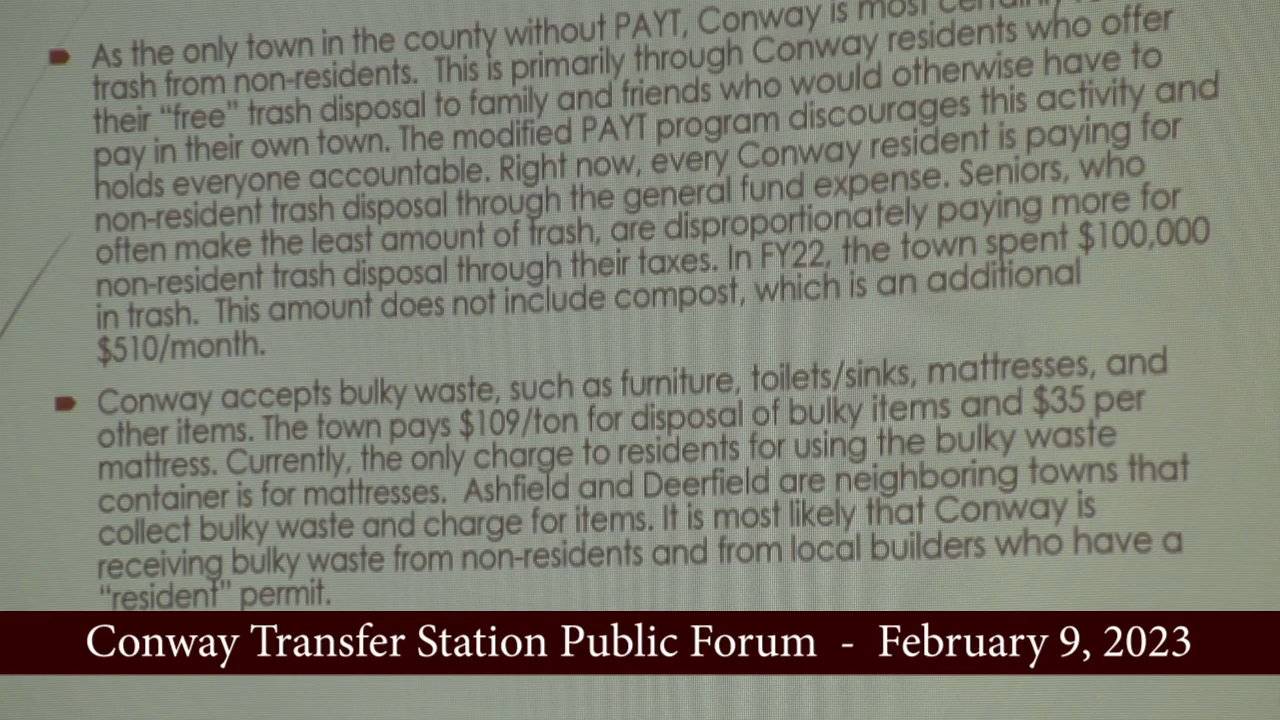 As the only town in the county without PAYT, Conway is most
trash from non-residents.  This is primarily through Conway residents who offer
their "free" trash disposal to family and friends who would otherwise have to
pay in their own town. The modified PAYT program discourages this activity and
holds everyone accountable. Right now, every Conway resident is paying for
non-resident trash disposal through the general fund expense. Seniors, who
often make the least amount of trash, are disproportionately paying more for
non-resident trash disposal through their taxes. In FY22, the town spent $100,000
in trash.  This amount does not include compost, which is an additional
$510/month.
Conway accepts bulky waste, such as furniture, toilets/sinks, mattresses, and
other items. The town pays $109/ton for disposal of bulky items and $35 per
mattress. Currently, the only charge to residents for using the bulky waste
container is for mattresses.  Ashfield and Deerfield are neighboring towns that
collect bulky waste and charge for items. It is most likely that Conway is
receiving bulky waste from non-residents and from local builders who have a
"resident" permit.
Conway Transfer Station Public Forum  -  February 9, 2023